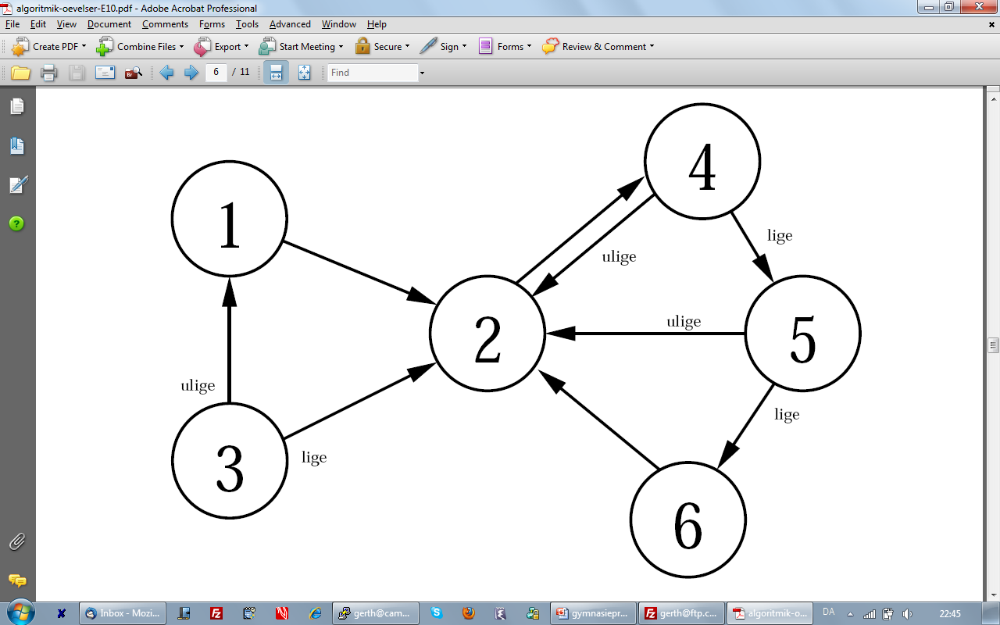 algoritmik-oevelser-E10.pdf - Adobe Acrobat Professional
File Edit View Document Comments Forms Tools Advanced Window Help
Create PDF Combine Files Export Start Meeting Secure Sign Forms Review & Comment
Br 6 / 11 Find
4
lige
1
ulige
ulige
2
5
ulige
lige
3
lige
6
Inbox - Mozi... gerth@cam... gymnasiepr... gerth@ftp.c... algoritmik-o... DA 22:45